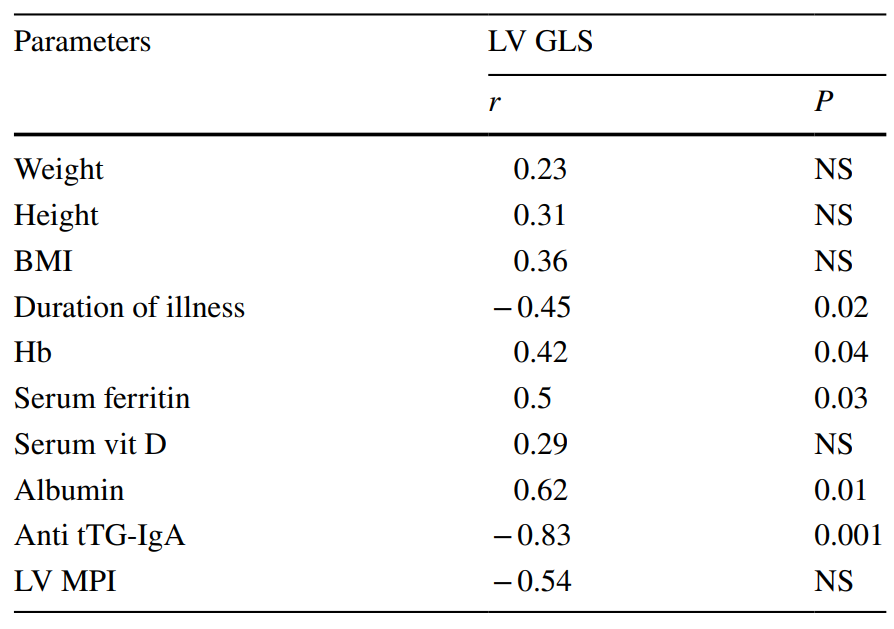 Parameters LV GLS
r P
Weight 0.23 NS
Height 0.31 NS
BMI 0.36 NS
Duration of illness −0.45 0.02
Hb 0.42 0.04
Serum ferritin 0.5 0.03
Serum vit D 0.29 NS
Albumin 0.62 0.01
Anti tTG-IgA −0.83 0.001
LV MPI −0.54 NS